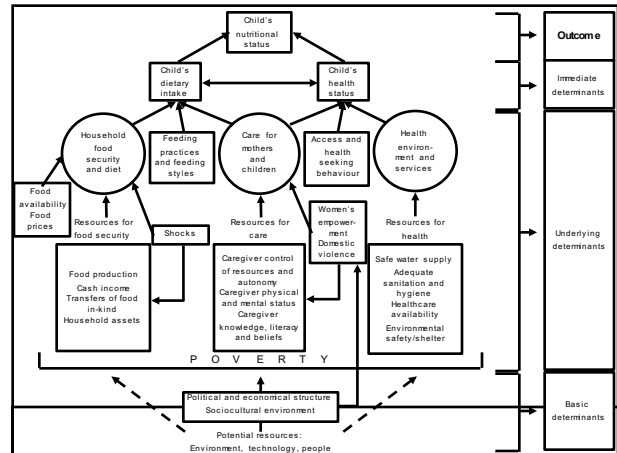 Child's
nutritional
status
Outcome
Child's
dietary
intake
Child's
health
status
Immediate
determinants
Household
food
security
and diet
Feeding
practices
and feeding
styles
Care for
mothers
and
children
Access and
health
seeking
behaviour
Health
environ-
ment and
services
Food
availability
Food
prices
Resources for
food security
Shocks
Resources for
care
Women's
empower-
ment
Domestic
violence
Resources for
health
Underlying
determinants
Food production
Cash income
Transfers of food
in-kind
Household assets
Caregiver control
of resources and
autonomy
Caregiver physical
and mental status
Caregiver
knowledge, literacy
and beliefs
Safe water supply
Adequate
sanitation and
hygiene
Healthcare
availability
Environmental
safety/shelter
P O V E R T Y
Political and economical structure
Sociocultural environment
Basic
determinants
Potential resources:
Environment, technology, people